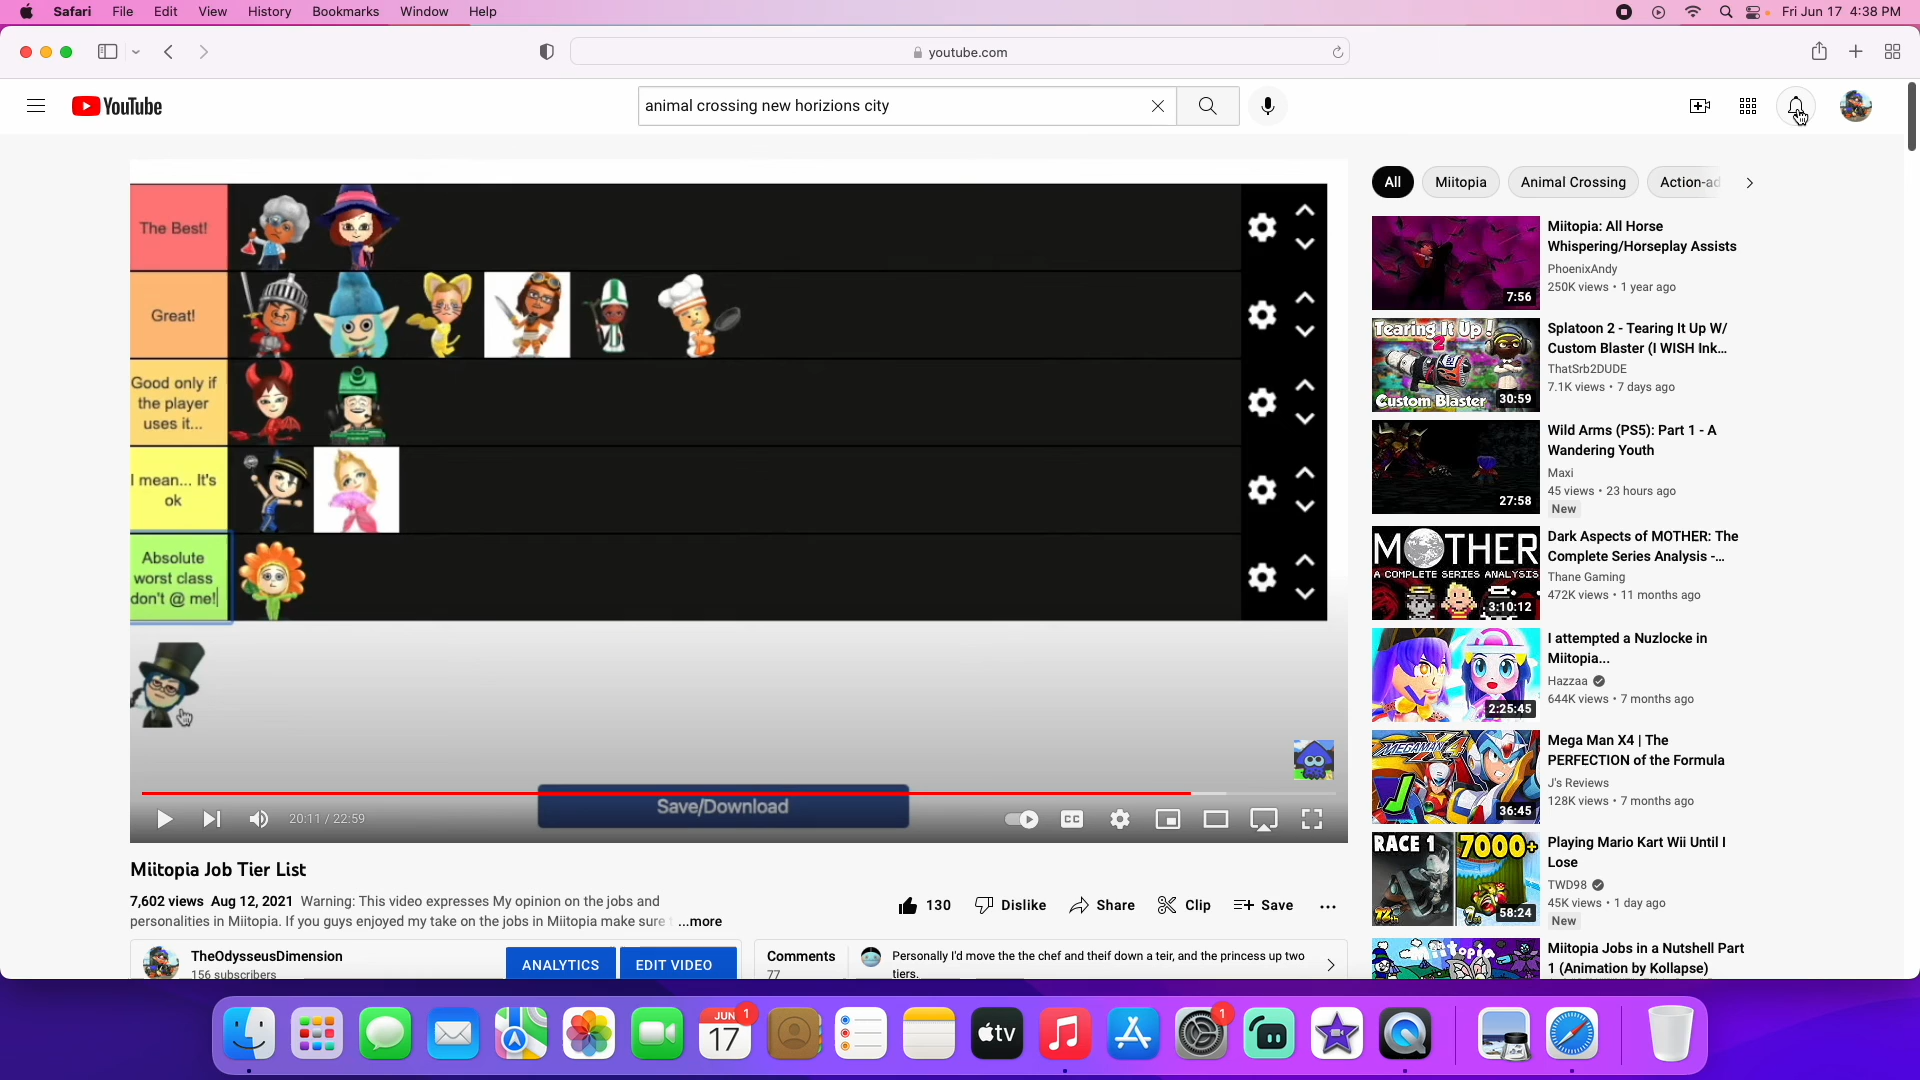 Safari File Edit View History Bookmarks Window Help Fri Jun 17 4:38 PM
youtube.com
YouTube
animal crossing new horizions city
All Miitopia Animal Crossing Action-ad
The Best!
Great!
Good only if
the player
uses it...
I mean... It's
ok
Absolute
worst class
don't @ me!
Save/Download
20:11 / 22:59
CC
Miitopia Job Tier List
7,602 views Aug 12, 2021 Warning: This video expresses My opinion on the jobs and
personalities in Miitopia. If you guys enjoyed my take on the jobs in Miitopia make sure t ...more
130 Dislike Share Clip Save
TheOdysseusDimension
156 subscribers
ANALYTICS EDIT VIDEO
Comments
77
Personally I'd move the the chef and theif down a teir, and the princess up two
tiers.
7:56
Miitopia: All Horse
Whispering/Horseplay Assists
PhoenixAndy
250K views • 1 year ago
Tearing It Up !
2
Custom Blaster 30:59
Splatoon 2 - Tearing It Up W/
Custom Blaster (I WISH Ink...
ThatSrb2DUDE
7.1K views • 7 days ago
27:58
Wild Arms (PS5): Part 1 - A
Wandering Youth
Maxi
45 views • 23 hours ago
New
MOTHER
A COMPLETE SERIES ANALYSIS
3:10:12
Dark Aspects of MOTHER: The
Complete Series Analysis -...
Thane Gaming
472K views • 11 months ago
2:25:45
I attempted a Nuzlocke in
Miitopia...
Hazzaa
644K views • 7 months ago
MEGAMAN X4
36:45
Mega Man X4 | The
PERFECTION of the Formula
J's Reviews
128K views • 7 months ago
RACE 1 7000+
12th 58:24
Playing Mario Kart Wii Until I
Lose
TWD98
45K views • 1 day ago
New
miitopia
Miitopia Jobs in a Nutshell Part
1 (Animation by Kollapse)
JUN 1
17
tv
1